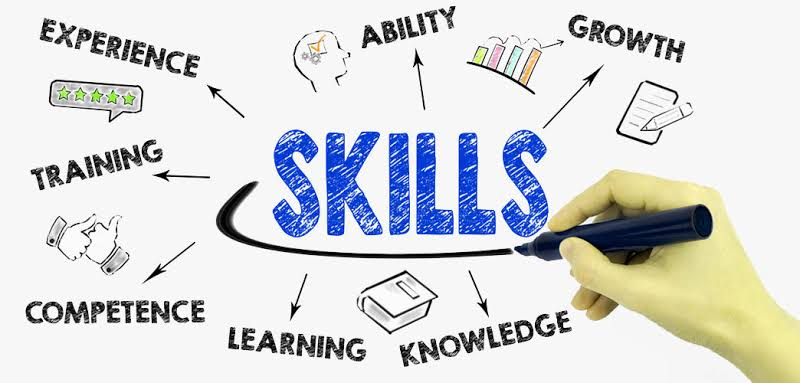 EXPERIENCE
ABILITY
GROWTH
TRAINING
SKILLS
COMPETENCE
LEARNING
KNOWLEDGE